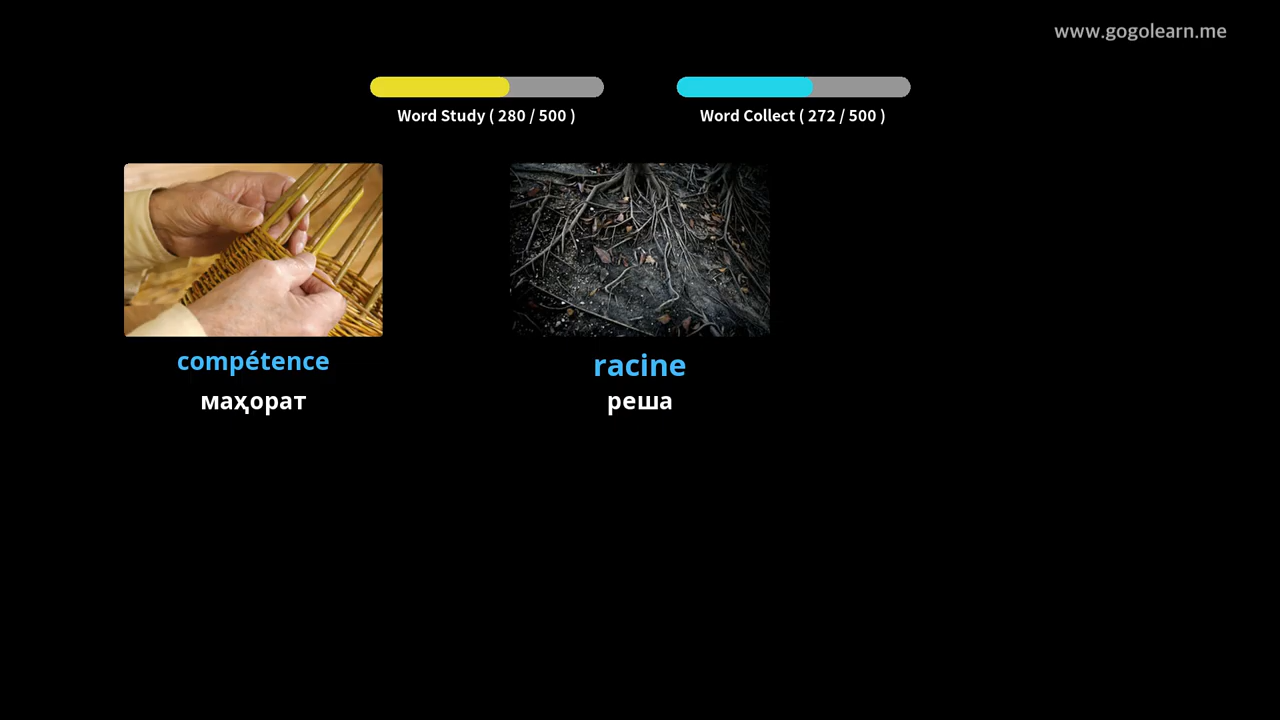 www.gogolearn.me
Word Study ( 280 / 500 )
Word Collect ( 272 / 500 )
compétence
маҳорат
racine
реша